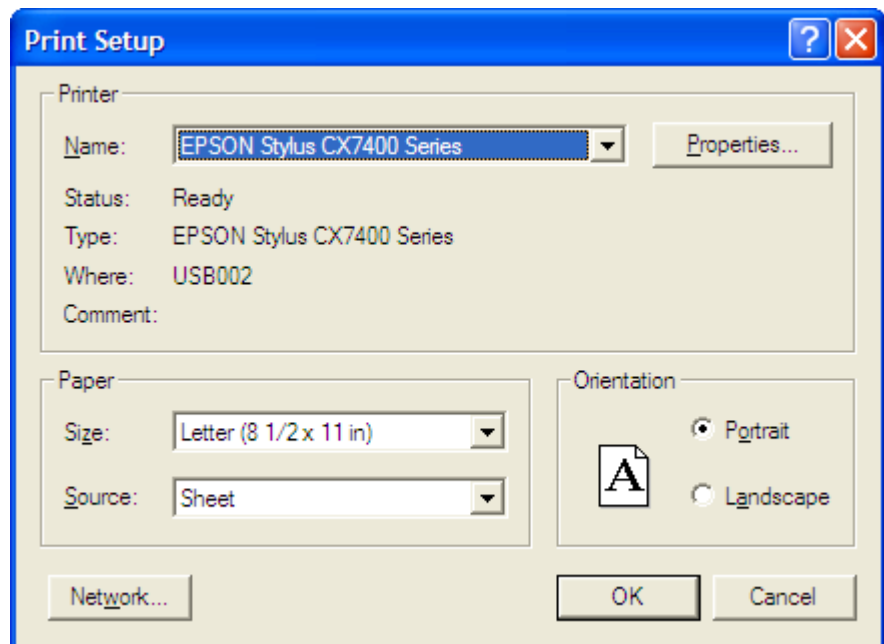 Print Setup
?
Printer
Name: EPSON Stylus CX7400 Series Properties...
Status: Ready
Type: EPSON Stylus CX7400 Series
Where: USB002
Comment:
Paper
Size: Letter (8 1/2 x 11 in)
Source: Sheet
Orientation
A
Portrait
Landscape
Network... OK Cancel